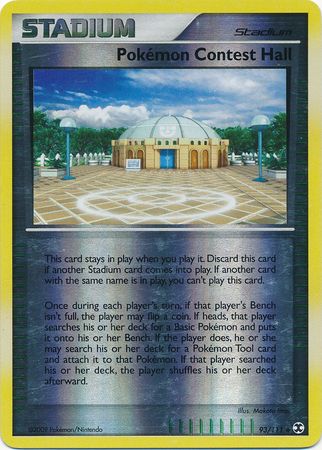 STADIUM
Stadium
Pokémon Contest Hall
This card stays in play when you play it. Discard this card
if another Stadium card comes into play. If another card
with the same name is in play, you can't play this card.
Once during each player's turn, if that player's Bench
isn't full, the player may flip a coin. If heads, that player
searches his or her deck for a Basic Pokémon and puts
it onto his or her Bench. If the player does, he or she
may search his or her deck for a Pokémon Tool card
and attach it to that Pokémon. If that player searched
his or her deck, the player shuffles his or her deck
afterward.
Illus. Makoto Imai
©2009 Pokémon/Nintendo
93/111